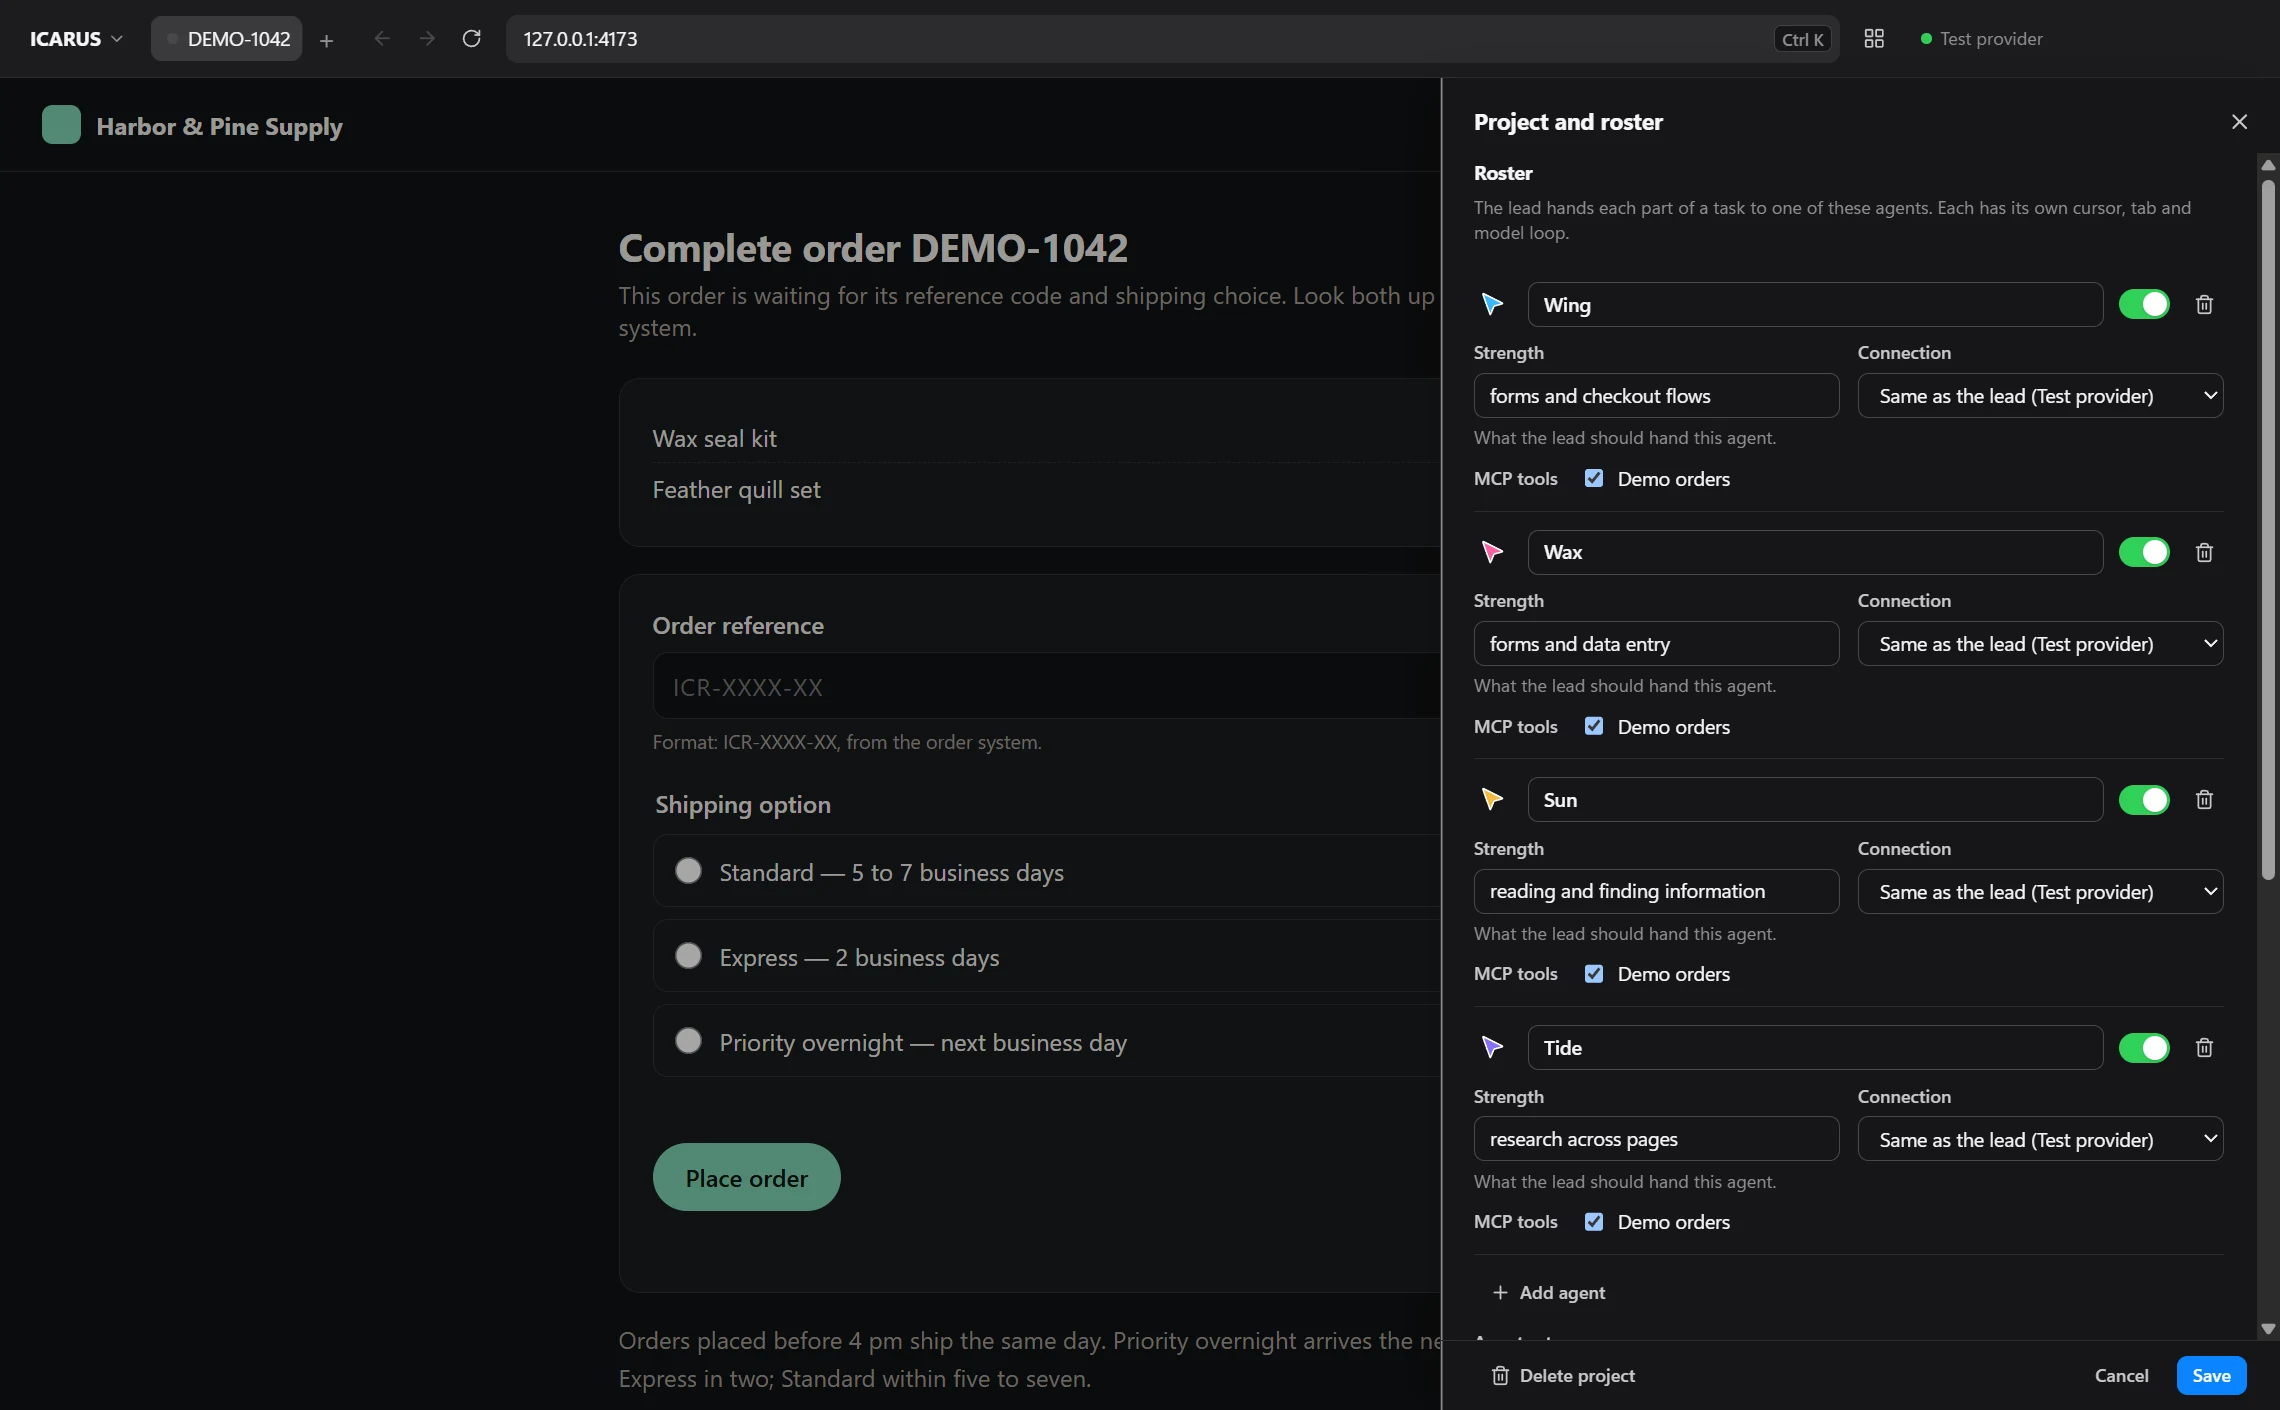 ICARUS
DEMO-1042
127.0.0.1:4173
Ctrl K
Test provider
Harbor & Pine Supply
Complete order DEMO-1042
This order is waiting for its reference code and shipping choice. Look both up
system.
Wax seal kit
Feather quill set
Order reference
ICR-XXXX-XX
Format: ICR-XXXX-XX, from the order system.
Shipping option
Standard — 5 to 7 business days
Express — 2 business days
Priority overnight — next business day
Place order
Orders placed before 4 pm ship the same day. Priority overnight arrives the
Express in two; Standard within five to seven.
Project and roster
Roster
The lead hands each part of a task to one of these agents. Each has its own cursor, tab and
model loop.
Wing
Strength
Connection
forms and checkout flows
Same as the lead (Test provider)
What the lead should hand this agent.
MCP tools
Demo orders
Wax
Strength
Connection
forms and data entry
Same as the lead (Test provider)
What the lead should hand this agent.
MCP tools
Demo orders
Sun
Strength
Connection
reading and finding information
Same as the lead (Test provider)
What the lead should hand this agent.
MCP tools
Demo orders
Tide
Strength
Connection
research across pages
Same as the lead (Test provider)
What the lead should hand this agent.
MCP tools
Demo orders
Add agent
Delete project
Cancel
Save